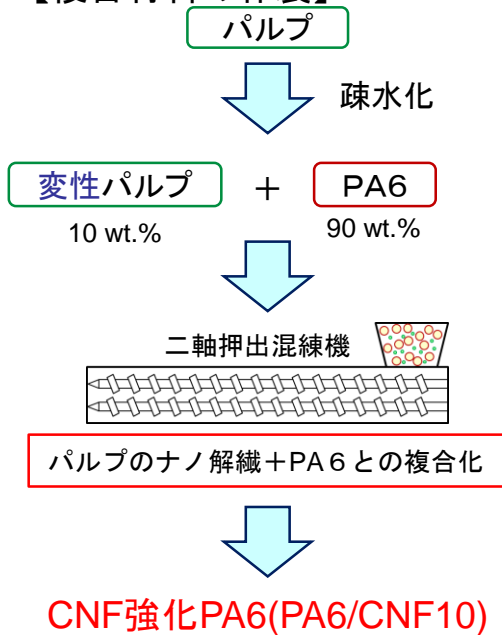 パルプ
疎水化
変性パルプ + PA6
10 wt.% 90 wt.%
二軸押出混練機
パルプのナノ解繊+PA6との複合化
CNF強化PA6(PA6/CNF10)